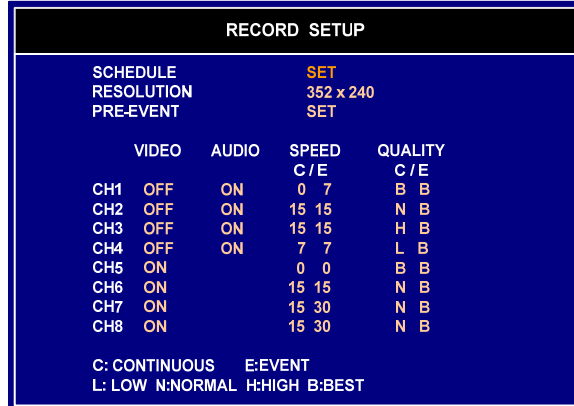 RECORD SETUP
SCHEDULE SET
RESOLUTION 352 x 240
PRE-EVENT SET
VIDEO AUDIO SPEED QUALITY
C / E C / E
CH1 OFF ON 0 7 B B
CH2 OFF ON 15 15 N B
CH3 OFF ON 15 15 H B
CH4 OFF ON 7 7 L B
CH5 ON 0 0 B B
CH6 ON 15 15 N B
CH7 ON 15 30 N B
CH8 ON 15 30 N B
C: CONTINUOUS E:EVENT
L: LOW N:NORMAL H:HIGH B:BEST